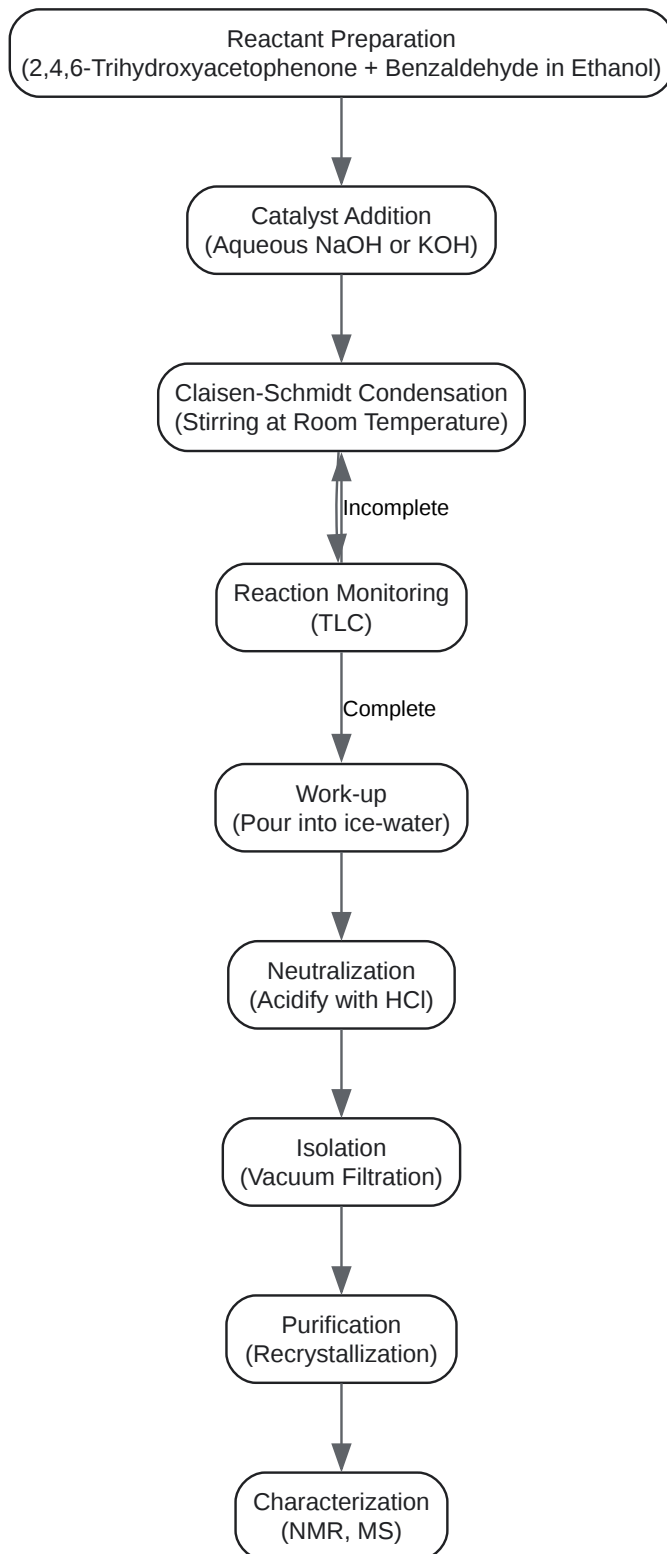 Reactant Preparation
(2,4,6-Trihydroxyacetophenone + Benzaldehyde in Ethanol)
Catalyst Addition
(Aqueous NaOH or KOH)
Claisen-Schmidt Condensation
(Stirring at Room Temperature)
Incomplete
Reaction Monitoring
(TLC)
Complete
Work-up
(Pour into ice-water)
Neutralization
(Acidify with HCl)
Isolation
(Vacuum Filtration)
Purification
(Recrystallization)
Characterization
(NMR, MS)